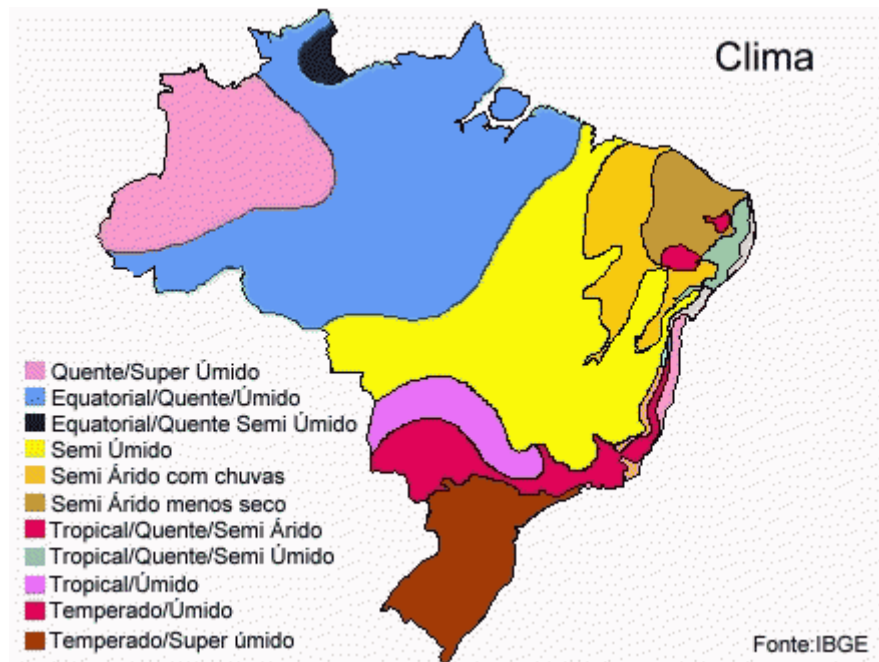 Clima
Quente/Super Úmido
Equatorial/Quente/Úmido
Equatorial/Quente Semi Úmido
Semi Úmido
Semi Árido com chuvas
Semi Árido menos seco
Tropical/Quente/Semi Árido
Tropical/Quente/Semi Úmido
Tropical/Úmido
Temperado/Úmido
Temperado/Super úmido
Fonte:IBGE